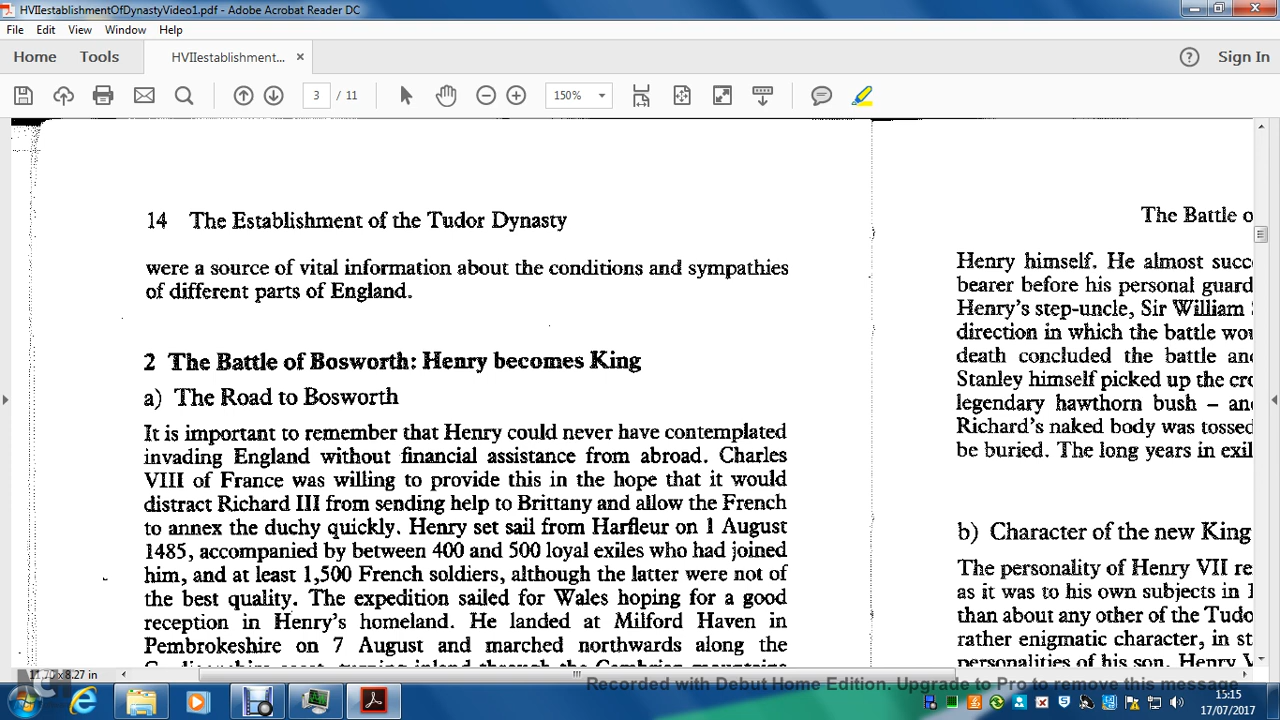 HVIIestablishmentOfDynastyVideo1.pdf - Adobe Acrobat Reader DC
File Edit View Window Help
Home Tools HVIIestablishment... × Sign In
3 / 11 150%
14 The Establishment of the Tudor Dynasty
were a source of vital information about the conditions and sympathies
of different parts of England.
2 The Battle of Bosworth: Henry becomes King
a) The Road to Bosworth
It is important to remember that Henry could never have contemplated
invading England without financial assistance from abroad. Charles
VIII of France was willing to provide this in the hope that it would
distract Richard III from sending help to Brittany and allow the French
to annex the duchy quickly. Henry set sail from Harfleur on 1 August
1485, accompanied by between 400 and 500 loyal exiles who had joined
him, and at least 1,500 French soldiers, although the latter were not of
the best quality. The expedition sailed for Wales hoping for a good
reception in Henry's homeland. He landed at Milford Haven in
Pembrokeshire on 7 August and marched northwards along the
The Battle o
Henry himself. He almost succ
bearer before his personal guard
Henry's step-uncle, Sir William S
direction in which the battle wou
death concluded the battle and
Stanley himself picked up the cro
legendary hawthorn bush – an
Richard's naked body was tossed
be buried. The long years in exil
b) Character of the new King
The personality of Henry VII re
as it was to his own subjects in 1
than about any other of the Tudo
rather enigmatic character, in st
personalities of his son, Henry V
x 8.27 in
Recorded with Debut Home Edition. Upgrade to Pro to remove this message
15:15
17/07/2017